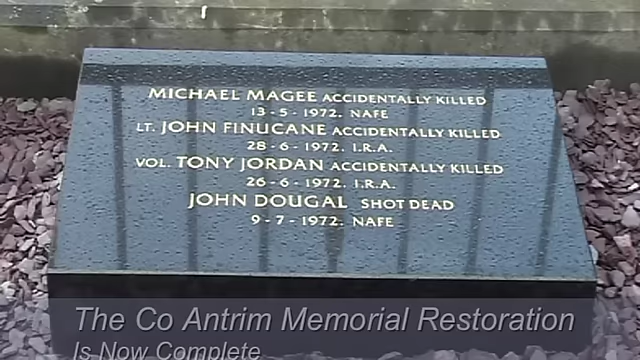 MICHAEL MAGEE ACCIDENTALLY KILLED
13-5-1972. NAFE
LT. JOHN FINUCANE ACCIDENTALLY KILLED
28-6-1972. I.R.A.
VOL. TONY JORDAN ACCIDENTALLY KILLED
26-6-1972. I.R.A.
JOHN DOUGAL SHOT DEAD
9-7-1972. NAFE
The Co Antrim Memorial Restoration
Is Now Complete